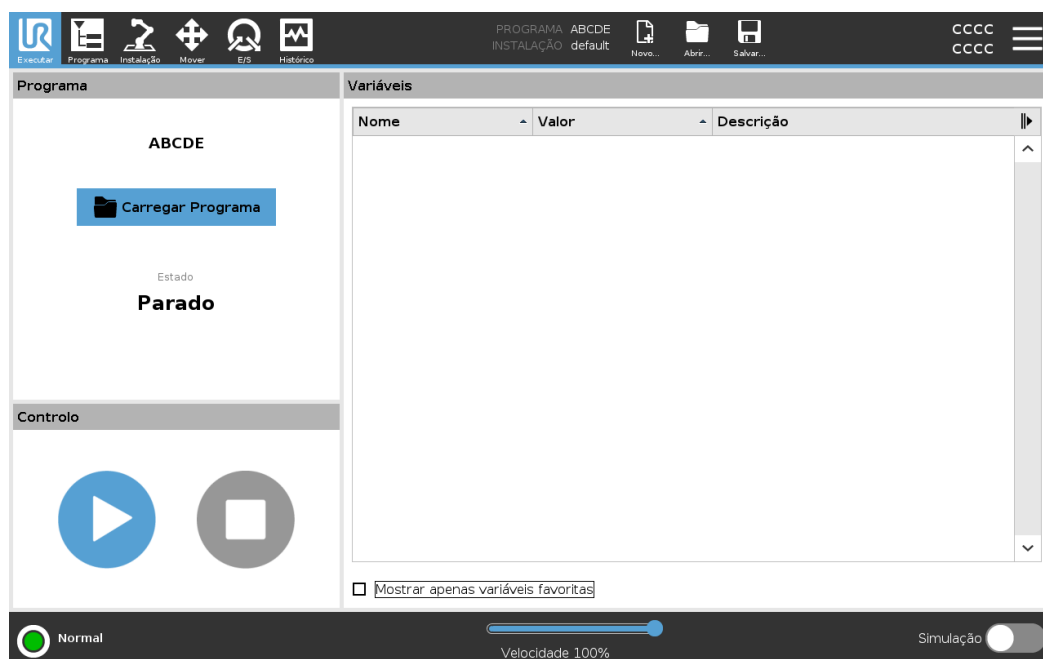 UR
Executar
Programa
Instalação
Mover
E/S
Histórico
PROGRAMA ABCDE
INSTALAÇÃO default
Novo...
Abrir...
Salvar...
CCCC
CCCC
Programa
ABCDE
Carregar Programa
Estado
Parado
Controlo
Variáveis
Nome Valor Descrição
Mostrar apenas variáveis favoritas
Normal
Velocidade 100%
Simulação